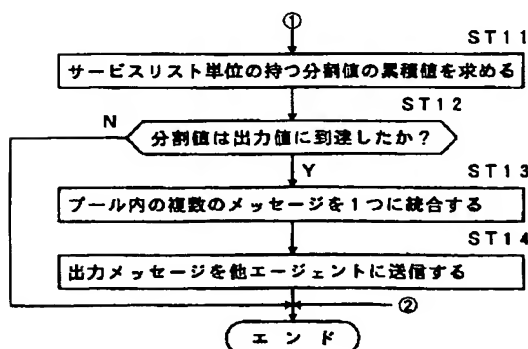 ①
ST11
サービスリスト単位の持つ分割値の累積値を求める
ST12
N
分割値は出力値に到達したか?
Y
ST13
プール内の複数のメッセージを1つに統合する
ST14
出力メッセージを他エージェントに送信する
②
エンド